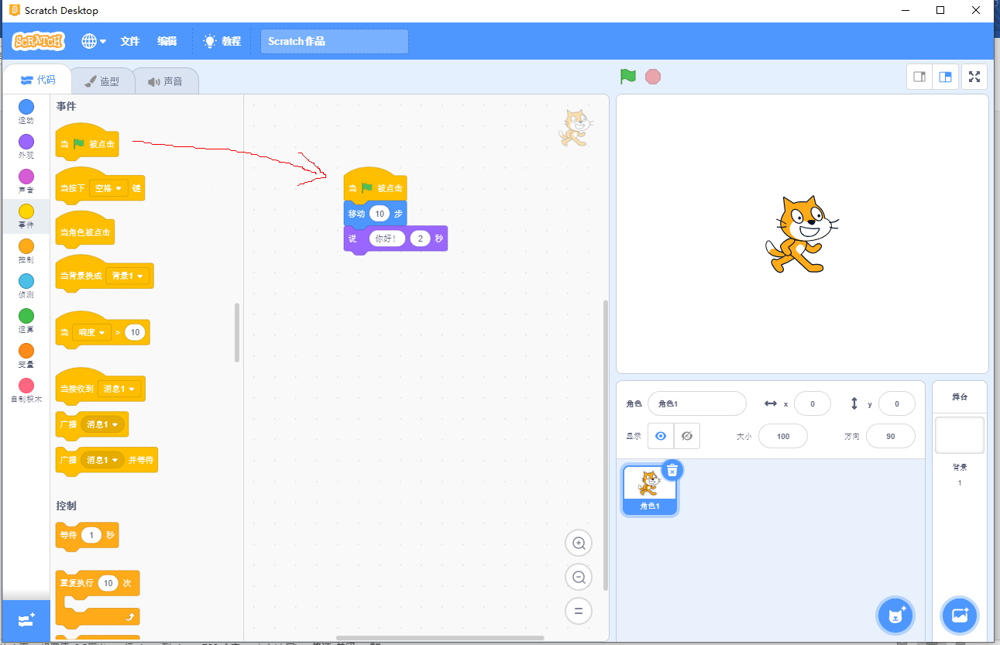 Scratch Desktop
SCRATCH 文件 编辑 教程 Scratch作品
代码 造型 声音
运动
外观
声音
事件
控制
侦测
运算
变量
自制积木
事件
当 被点击
当按下 空格 键
当角色被点击
当背景换成 背景1
当 响度 > 10
当接收到 消息1
广播 消息1
广播 消息1 并等待
控制
等待 1 秒
重复执行 10 次
当 被点击
移动 10 步
说 你好! 2 秒
角色 角色1 x 0 y 0
显示 大小 100 方向 90
角色1
舞台
背景
1